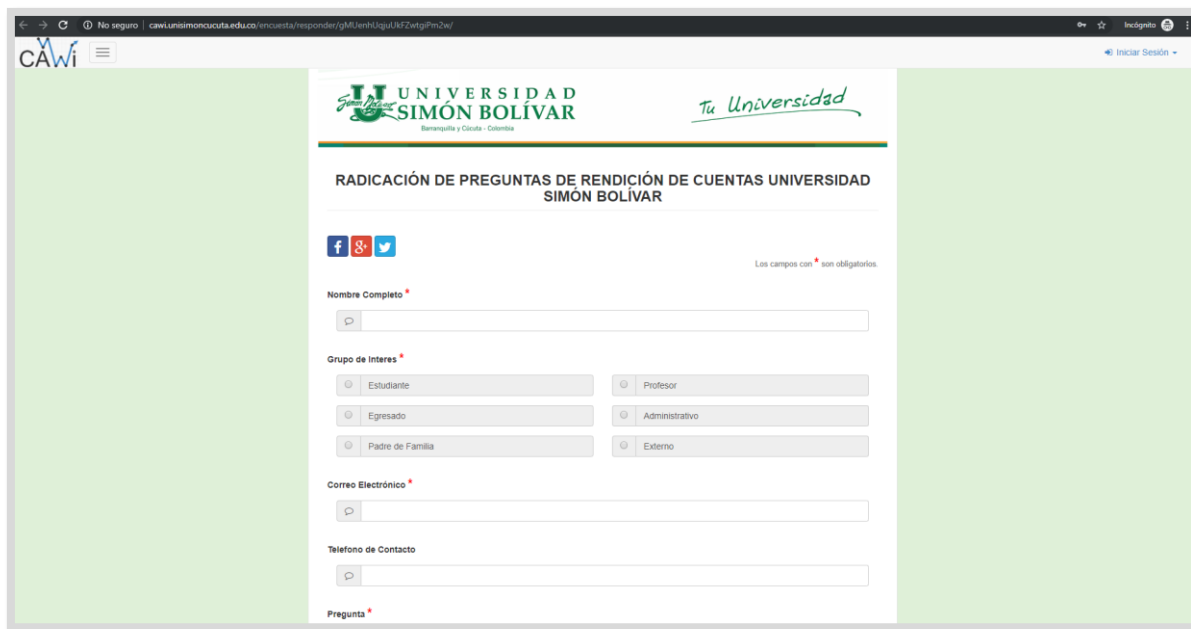 No seguro | cawi.unisimoncucuta.edu.co/encuesta/responder/gMUenhUqjuUkFZwtgiPm2w/
Incógnito
CAWi
Iniciar Sesión
UNIVERSIDAD
SIMÓN BOLÍVAR
Barranquilla y Cúcuta - Colombia
Tu Universidad
RADICACIÓN DE PREGUNTAS DE RENDICIÓN DE CUENTAS UNIVERSIDAD
SIMÓN BOLÍVAR
Los campos con * son obligatorios.
Nombre Completo *
Grupo de Interes *
Estudiante
Profesor
Egresado
Administrativo
Padre de Familia
Externo
Correo Electrónico *
Telefono de Contacto
Pregunta *